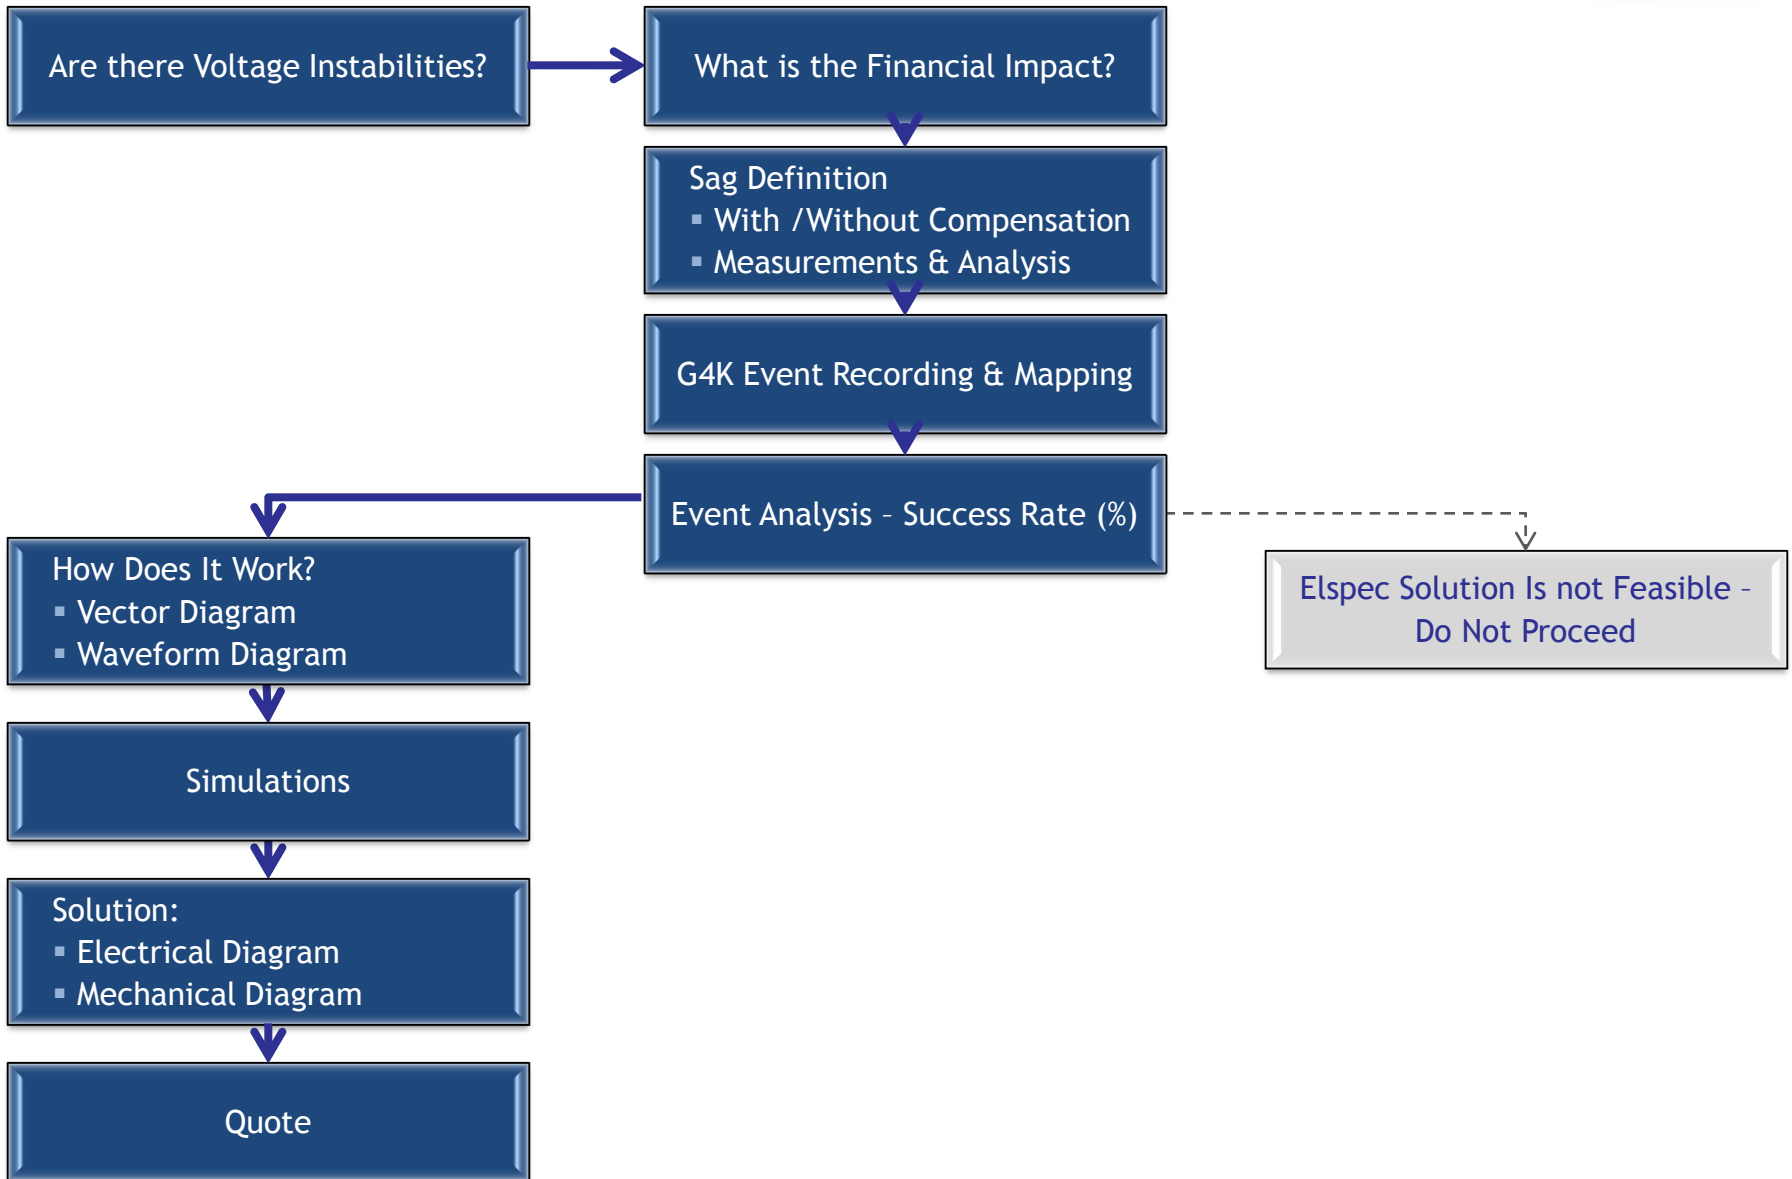 Are there Voltage Instabilities?
What is the Financial Impact?
Sag Definition
▪ With /Without Compensation
▪ Measurements & Analysis
G4K Event Recording & Mapping
Event Analysis – Success Rate (%)
How Does It Work?
▪ Vector Diagram
▪ Waveform Diagram
Elspec Solution Is not Feasible –
Do Not Proceed
Simulations
Solution:
▪ Electrical Diagram
▪ Mechanical Diagram
Quote